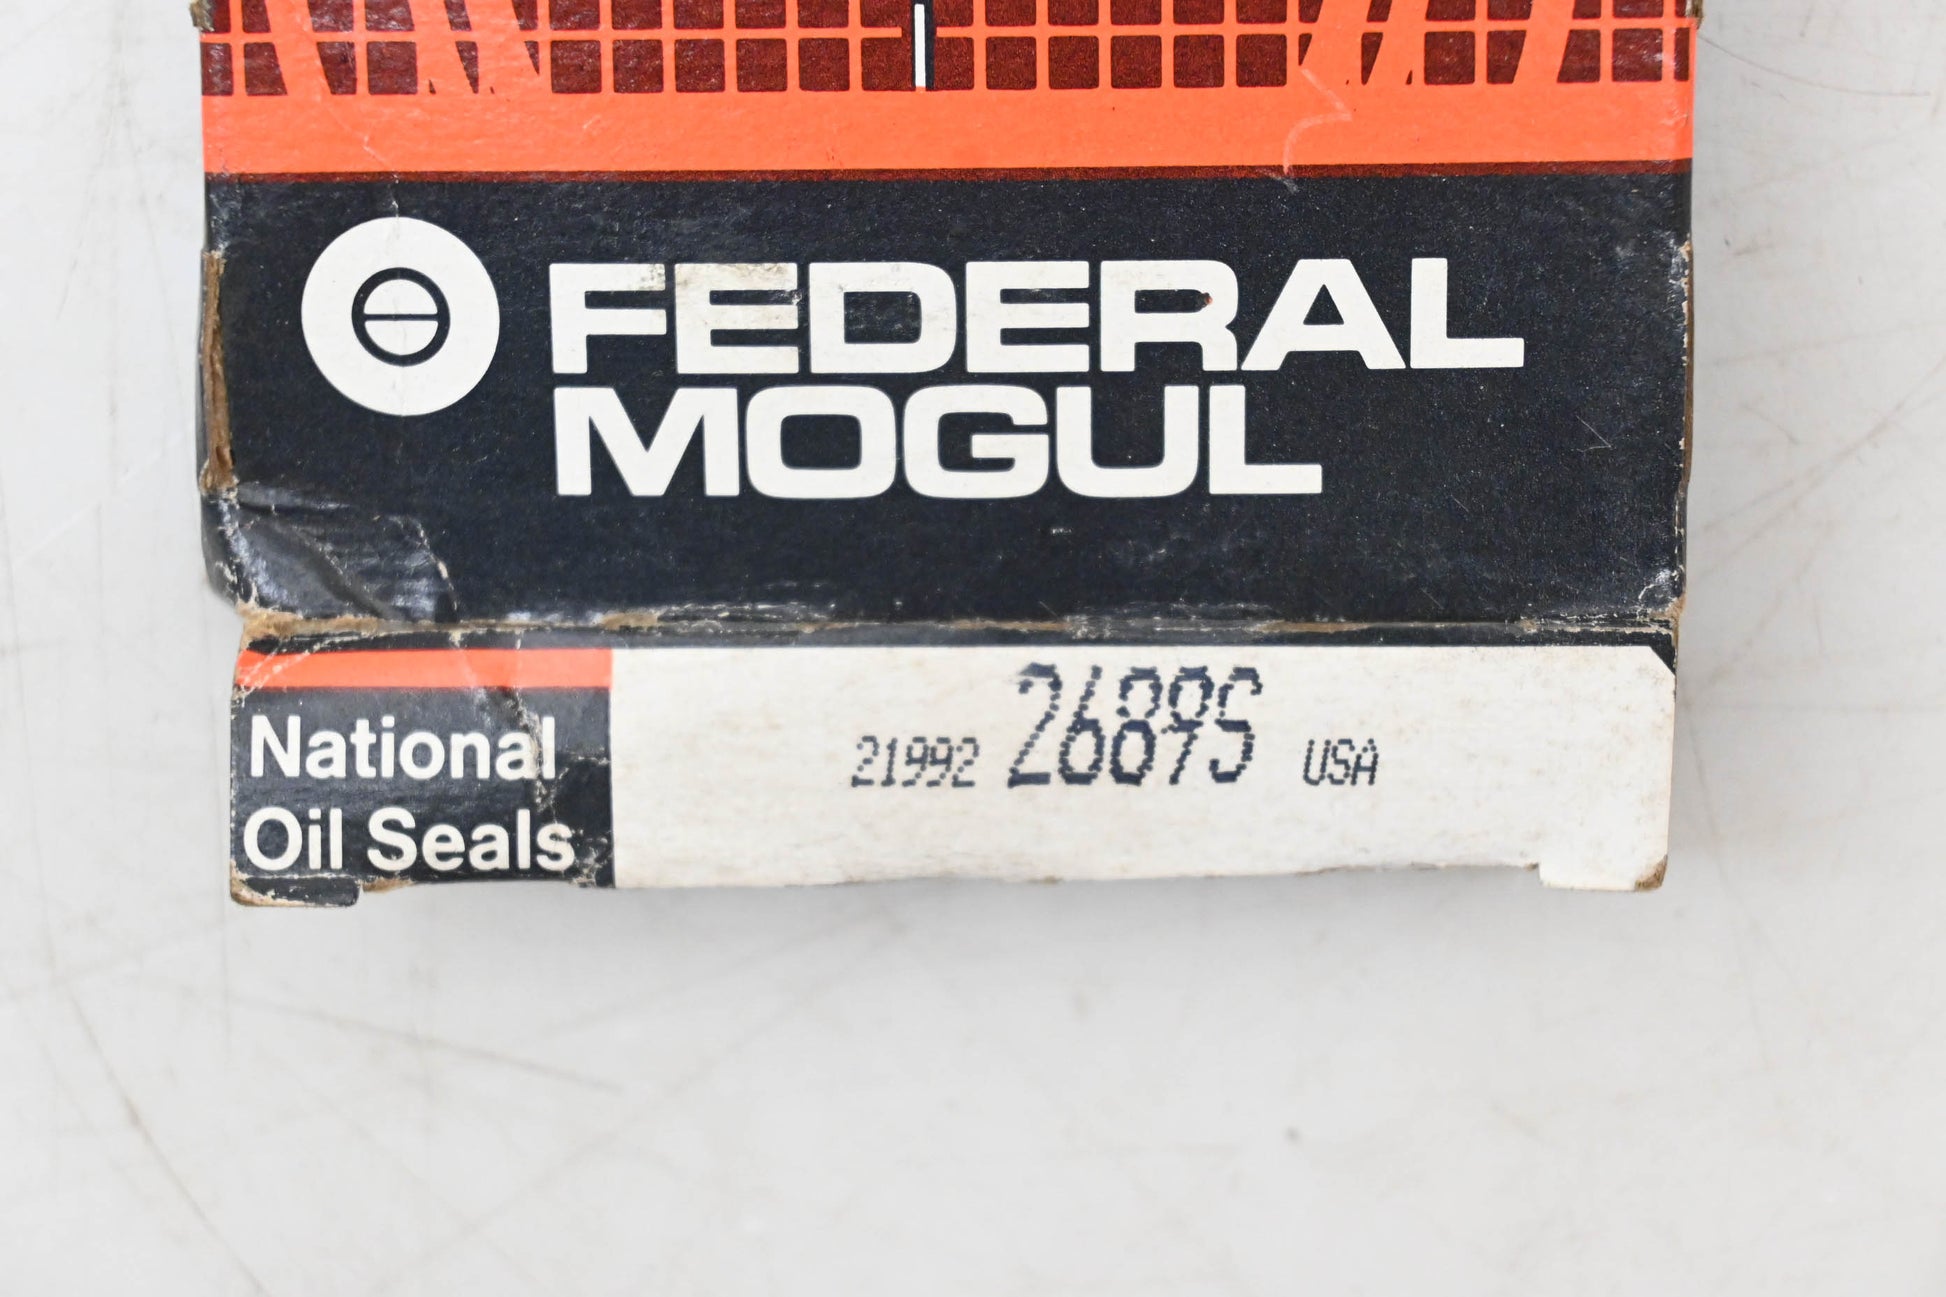 FEDERAL
MOGUL
National
Oil Seals
21992 2689S USA